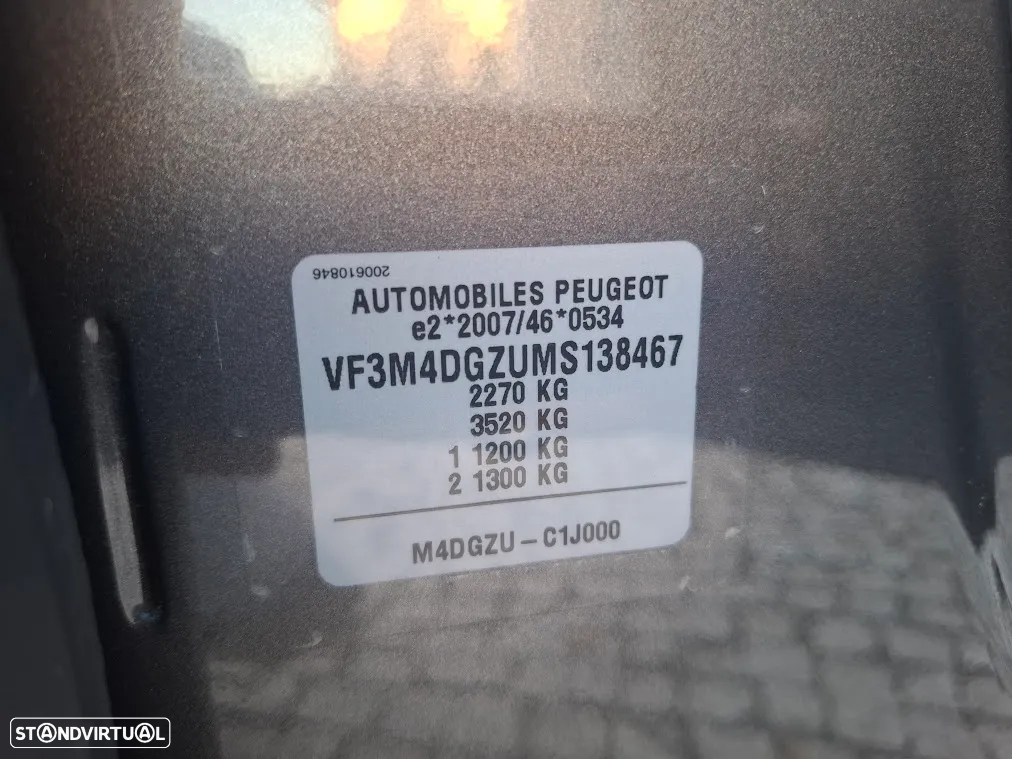 200610846
AUTOMOBILES PEUGEOT
e2*2007/46*0534
VF3M4DGZUMS138467
2270 KG
3520 KG
1 1200 KG
2 1300 KG
M4DGZU - C1J000
STANDVIRTUAL